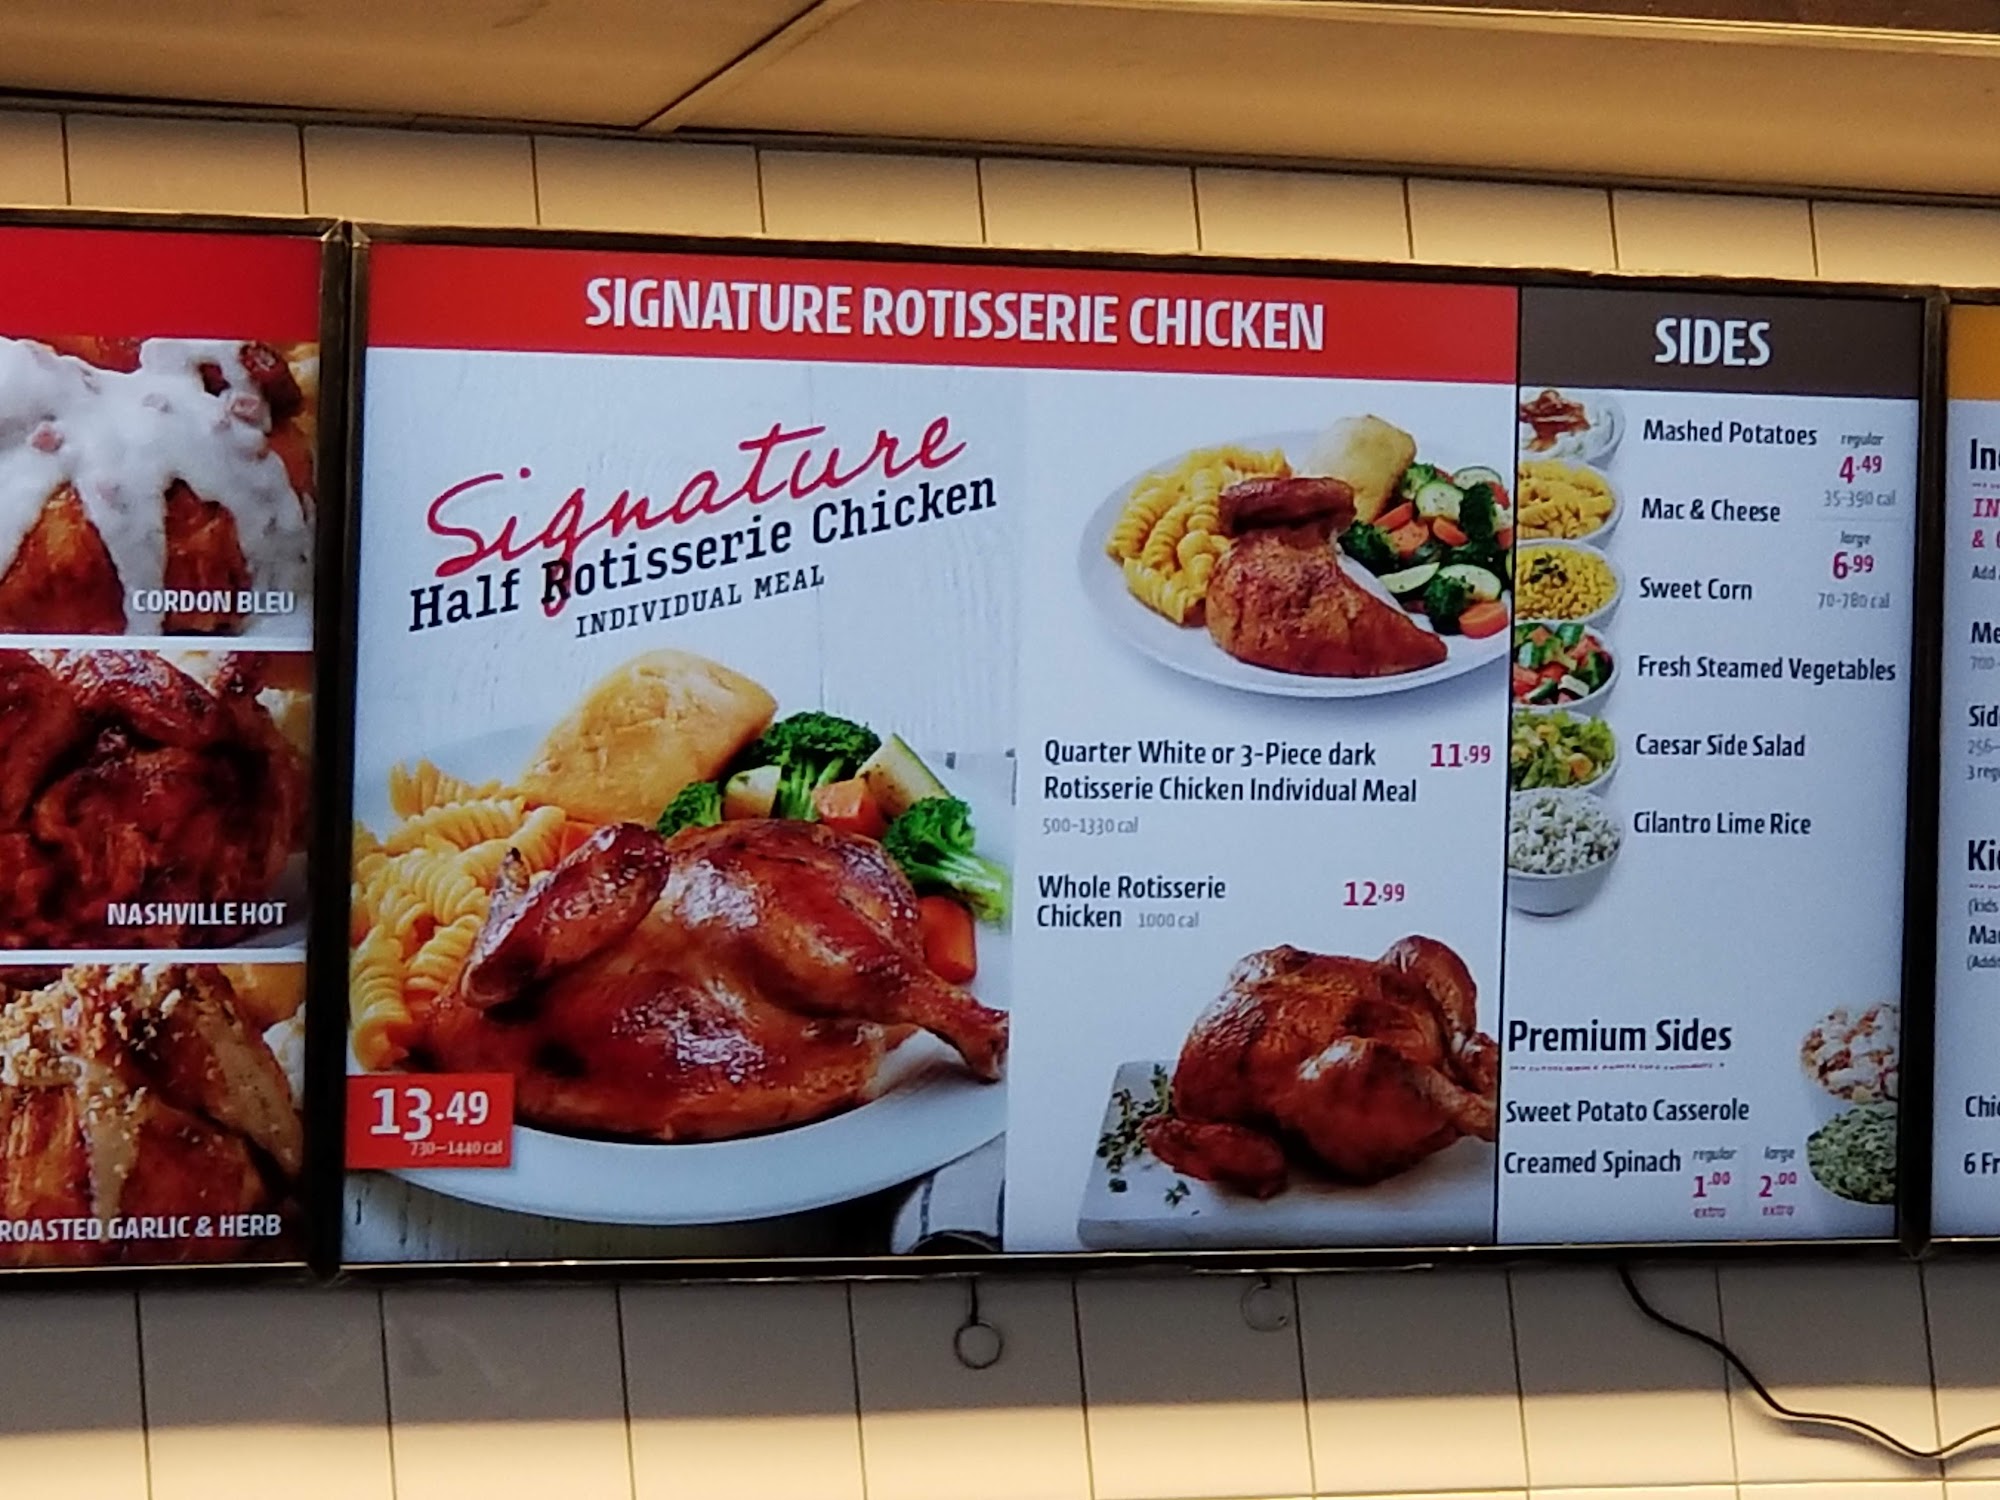 CORDON BLEU
NASHVILLE HOT
ROASTED GARLIC & HERB
SIGNATURE ROTISSERIE CHICKEN
Signature
Half Rotisserie Chicken
INDIVIDUAL MEAL
13.49
730-1440 cal
Quarter White or 3-Piece dark 11.99
Rotisserie Chicken Individual Meal
500-1330 cal
Whole Rotisserie 12.99
Chicken 1000 cal
SIDES
Mashed Potatoes regular
4.49
35-390 cal
Mac & Cheese
large
6.99
Sweet Corn 70-780 cal
Fresh Steamed Vegetables
Caesar Side Salad
Cilantro Lime Rice
Premium Sides
Sweet Potato Casserole
Creamed Spinach regular large
1.00 2.00
extra extra
&
Add
6